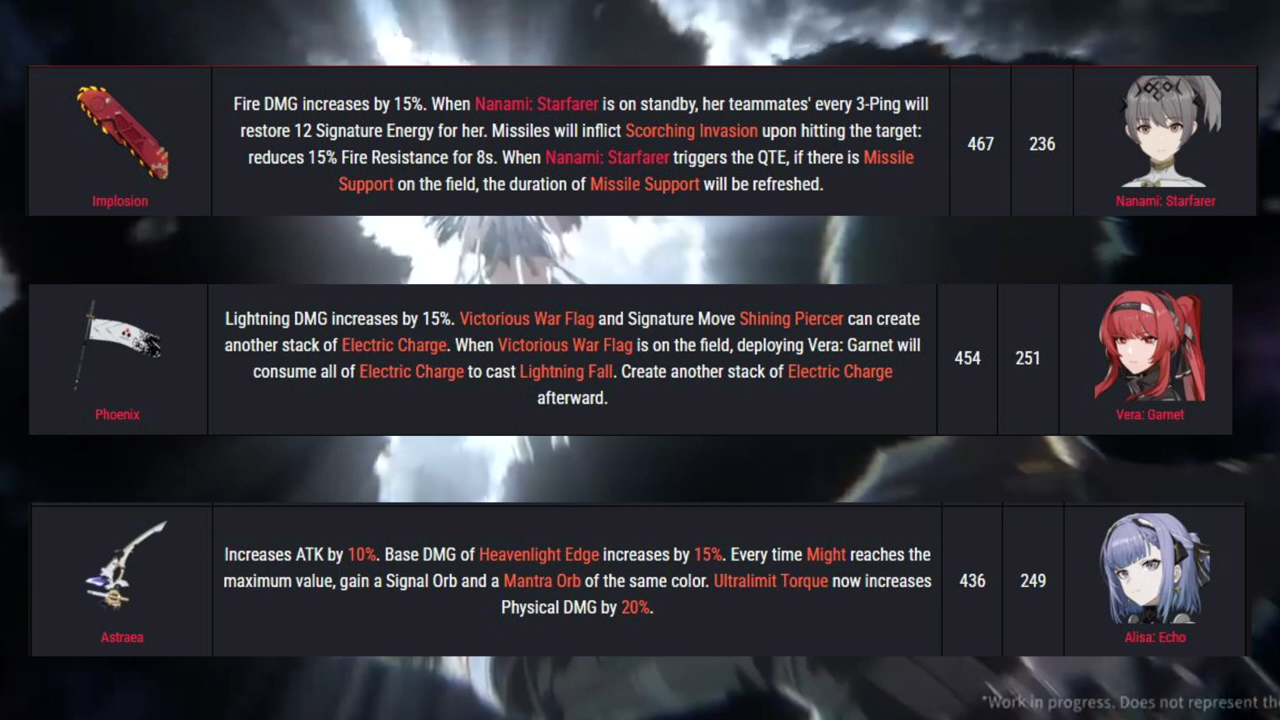 Fire DMG increases by 15%. When Nanami: Starfarer is on standby, her teammates' every 3-Ping will
restore 12 Signature Energy for her. Missiles will inflict Scorching Invasion upon hitting the target:
reduces 15% Fire Resistance for 8s. When Nanami: Starfarer triggers the QTE, if there is Missile
Support on the field, the duration of Missile Support will be refreshed.
467
236
Implosion
Nanami: Starfarer
Lightning DMG increases by 15%. Victorious War Flag and Signature Move Shining Piercer can create
another stack of Electric Charge. When Victorious War Flag is on the field, deploying Vera: Garnet will
consume all of Electric Charge to cast Lightning Fall. Create another stack of Electric Charge
afterward.
454
251
Phoenix
Vera: Garnet
Increases ATK by 10%. Base DMG of Heavenlight Edge increases by 15%. Every time Might reaches the
maximum value, gain a Signal Orb and a Mantra Orb of the same color. Ultralimit Torque now increases
Physical DMG by 20%.
436
249
Astraea
Alisa: Echo
*Work in progress. Does not represent th